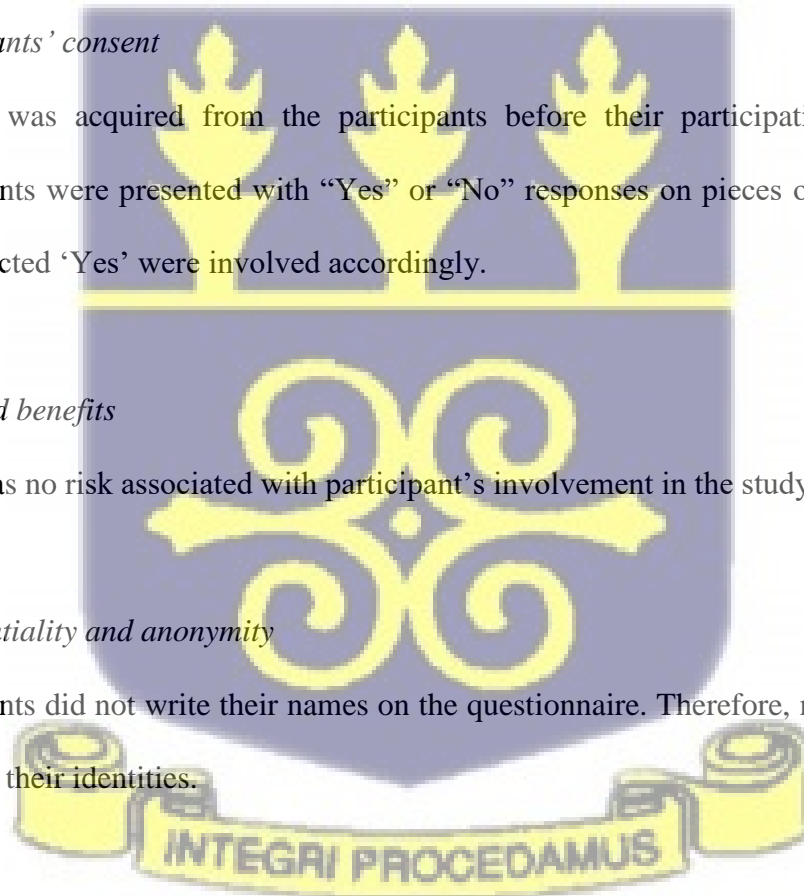 ants’ consent
was acquired from the participants before their participati
nts were presented with “Yes” or “No” responses on pieces o
cted ‘Yes’ were involved accordingly.
d benefits
as no risk associated with participant’s involvement in the study
ntiality and anonymity
nts did not write their names on the questionnaire. Therefore, n
their identities.
INTEGRI PROCEDAMUS